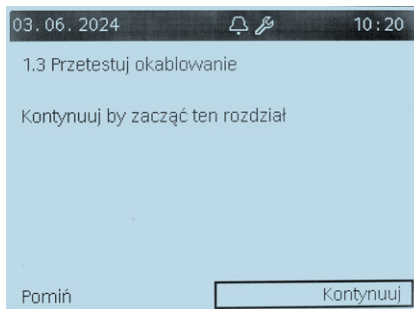 03. 06. 2024 10:20
1.3 Przetestuj okablowanie
Kontynuuj by zacząć ten rozdział
Pomiń Kontynuuj